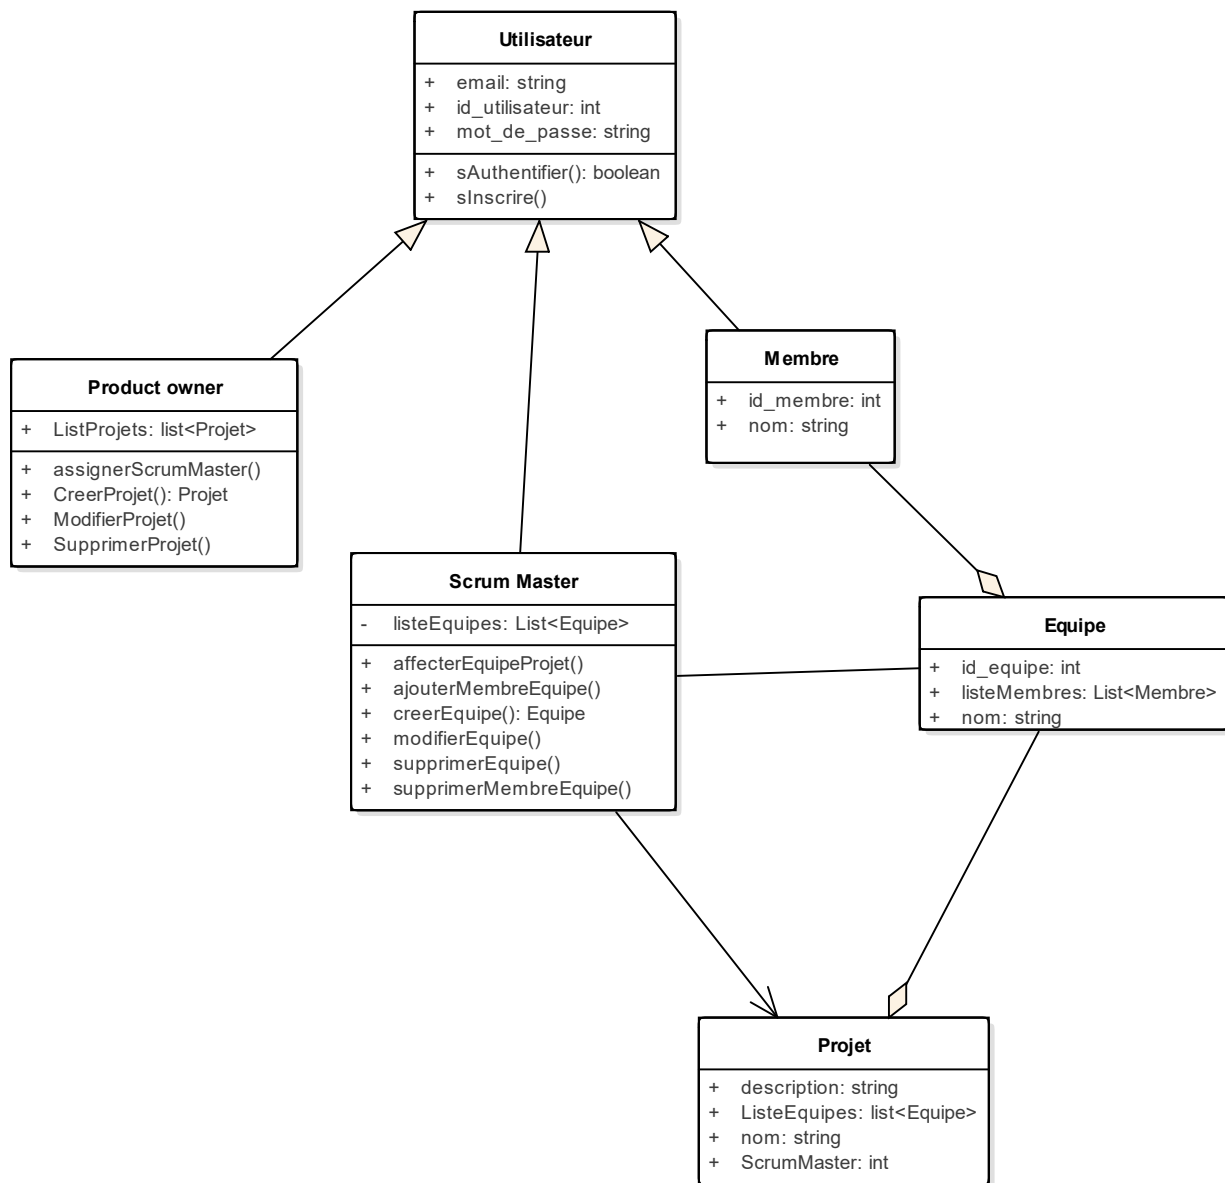 Utilisateur
+ email: string
+ id_utilisateur: int
+ mot_de_passe: string
+ sAuthentifier(): boolean
+ sInscrire()
Membre
+ id_membre: int
+ nom: string
Product owner
+ ListProjets: list<Projet>
+ assignerScrumMaster()
+ CreerProjet(): Projet
+ ModifierProjet()
+ SupprimerProjet()
Scrum Master
- listeEquipes: List<Equipe>
+ affecterEquipeProjet()
+ ajouterMembreEquipe()
+ creerEquipe(): Equipe
+ modifierEquipe()
+ supprimerEquipe()
+ supprimerMembreEquipe()
Equipe
+ id_equipe: int
+ listeMembres: List<Membre>
+ nom: string
Projet
+ description: string
+ ListeEquipes: list<Equipe>
+ nom: string
+ ScrumMaster: int